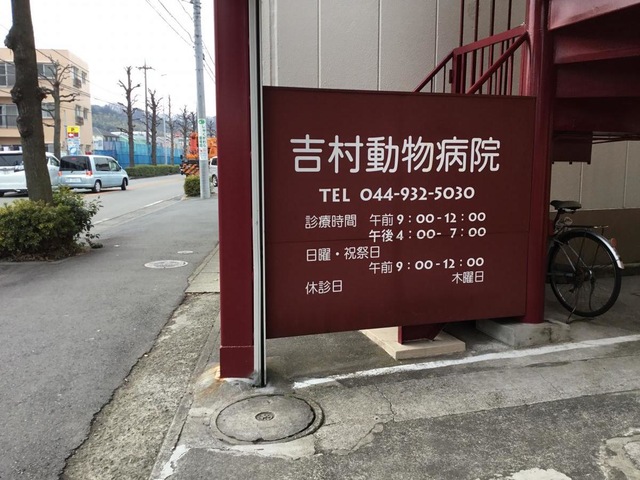 吉村動物病院
TEL 044-932-5030
診療時間 午前 9：00-12：00
午後 4：00- 7：00
日曜・祝祭日
午前 9：00-12：00
休診日 木曜日